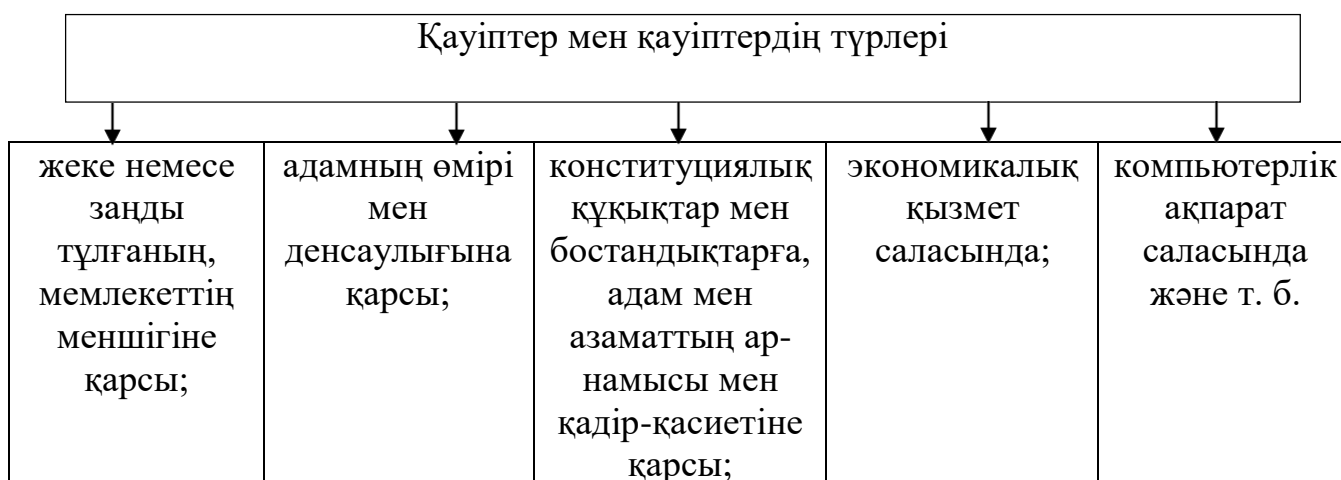 Қауіптер мен қауіптердің түрлері
жеке немесе
заңды
тұлғаның,
мемлекеттің
меншігіне
қарсы;
адамның өмірі
мен
денсаулығына
қарсы;
конституциялық
құқықтар мен
бостандықтарға,
адам мен
азаматтың ар-
намысы мен
қадір-қасиетіне
қарсы;
экономикалық
қызмет
саласында;
компьютерлік
ақпарат
саласында
және т. б.